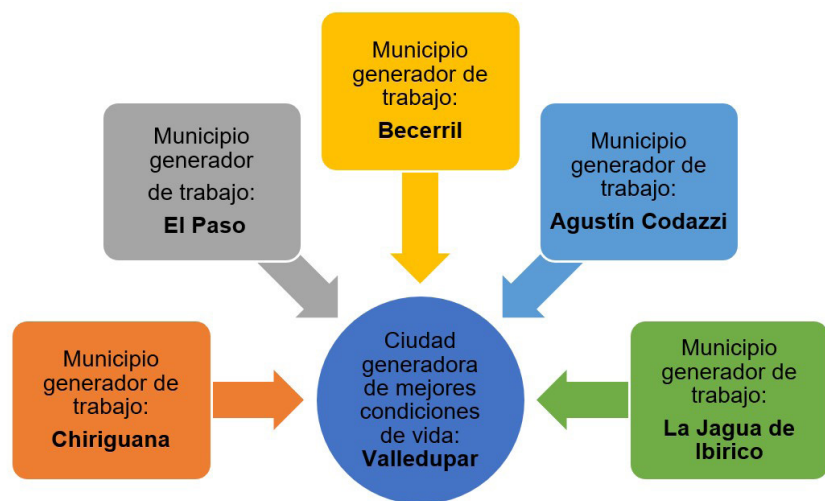 Municipio
generador de
trabajo:
Becerril
Municipio
generador
de trabajo:
El Paso
Municipio
generador de
trabajo:
Agustín Codazzi
Municipio
generador de
trabajo:
Chiriguana
Ciudad
generadora
de mejores
condiciones
de vida:
Valledupar
Municipio
generador de
trabajo:
La Jagua de
Ibirico